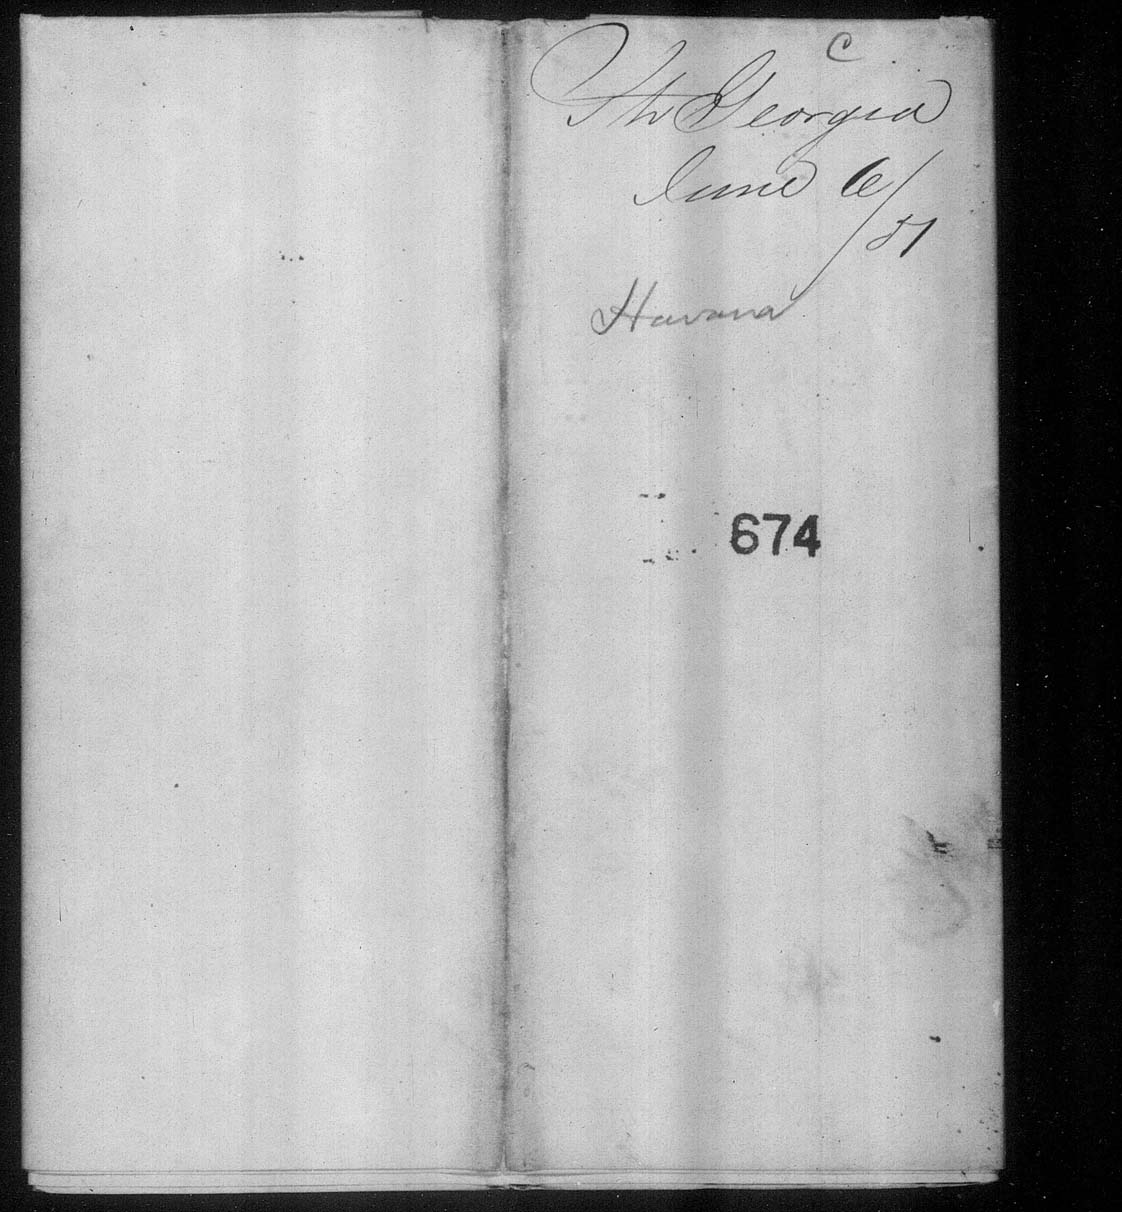 C
Str Georgia
June 6/51
Havana
674